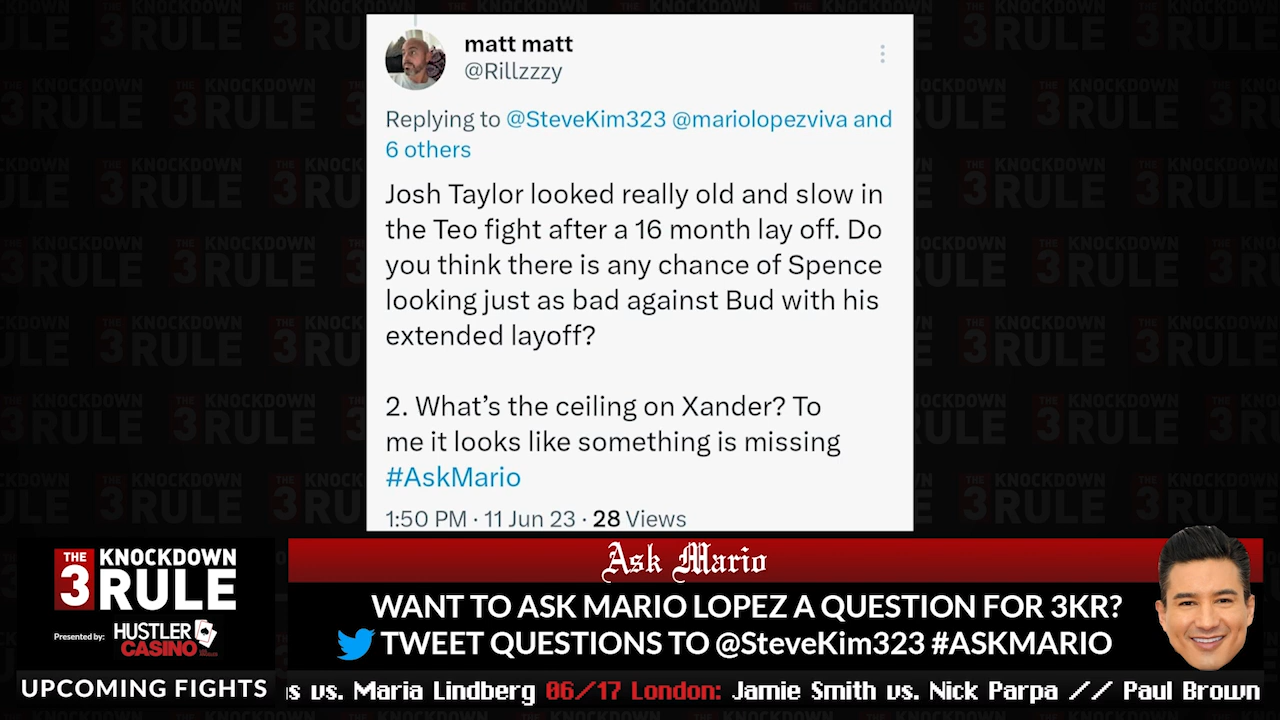 matt matt
@Rillzzzy
Replying to @SteveKim323 @mariolopezviva and
6 others
Josh Taylor looked really old and slow in
the Teo fight after a 16 month lay off. Do
you think there is any chance of Spence
looking just as bad against Bud with his
extended layoff?
2. What’s the ceiling on Xander? To
me it looks like something is missing
#AskMario
1:50 PM · 11 Jun 23 · 28 Views
THE 3 KNOCKDOWN RULE
Presented by: HUSTLER CASINO
Ask Mario
WANT TO ASK MARIO LOPEZ A QUESTION FOR 3KR?
TWEET QUESTIONS TO @SteveKim323 #ASKMARIO
UPCOMING FIGHTS
s vs. Maria Lindberg 06/17 London: Jamie Smith vs. Nick Parpa // Paul Brown